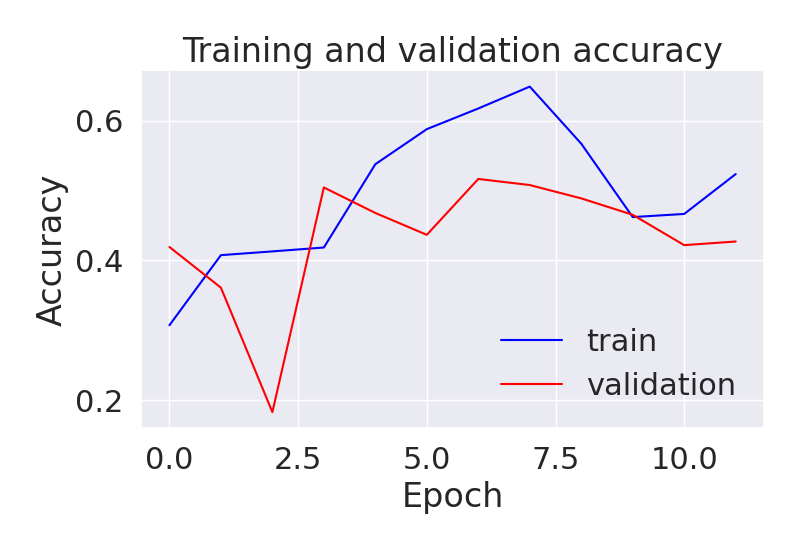 Training and validation accuracy
0.6
0.4
0.2
Accuracy
train
validation
0.0 2.5 5.0 7.5 10.0
Epoch